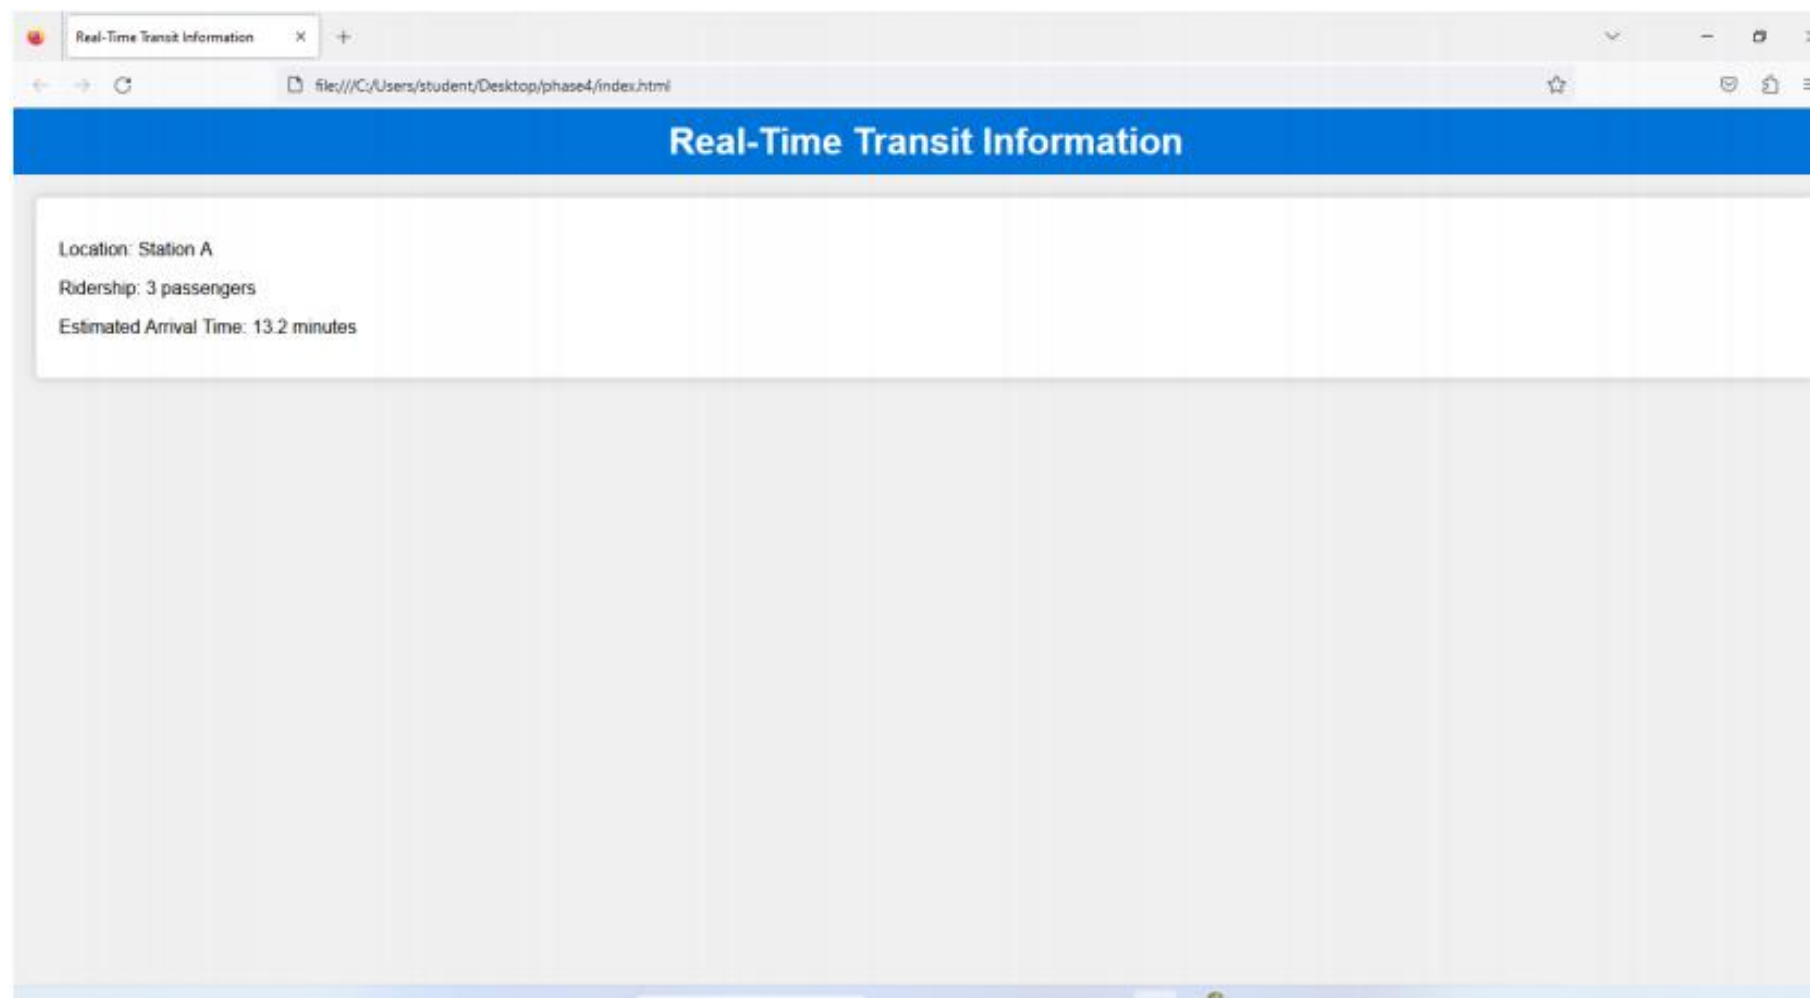 Real-Time Transit Information
file:///C:/Users/student/Desktop/phase4/index.html
Real-Time Transit Information
Location: Station A
Ridership: 3 passengers
Estimated Arrival Time: 13.2 minutes